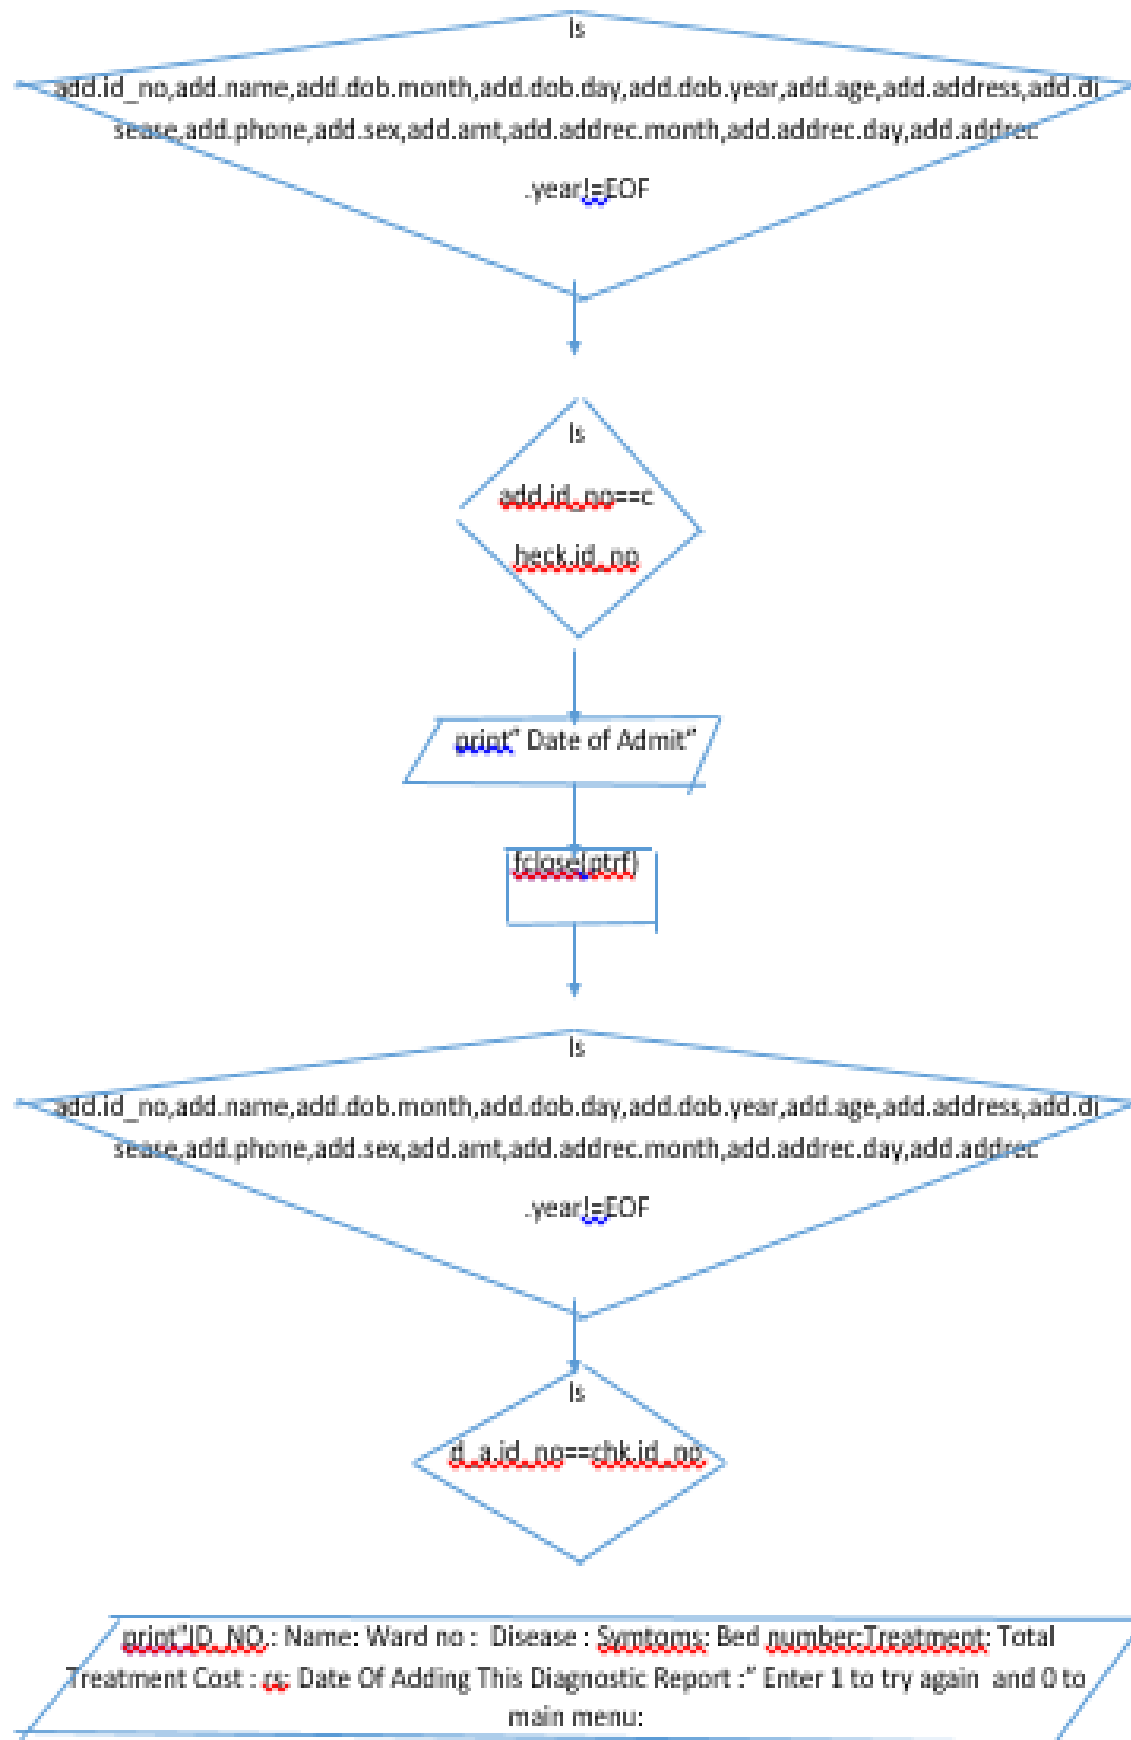 Is
add.id_no,add.name,add.dob.month,add.dob.day,add.dob.year,add.age,add.address,add.di
sease,add.phone,add.sex,add.amt,add.addrec.month,add.addrec.day,add.addrec
.year!=EOF
Is
add.id_no==c
heck.id_no
print“ Date of Admit”
fclose(ptrf)
Is
add.id_no,add.name,add.dob.month,add.dob.day,add.dob.year,add.age,add.address,add.di
sease,add.phone,add.sex,add.amt,add.addrec.month,add.addrec.day,add.addrec
.year!=EOF
Is
d_a.id_no==chk.id_no
print“ID_NO.: Name: Ward no : Disease : Symtoms: Bed number:Treatment: Total
Treatment Cost : rs: Date Of Adding This Diagnostic Report :” Enter 1 to try again and 0 to
main menu: